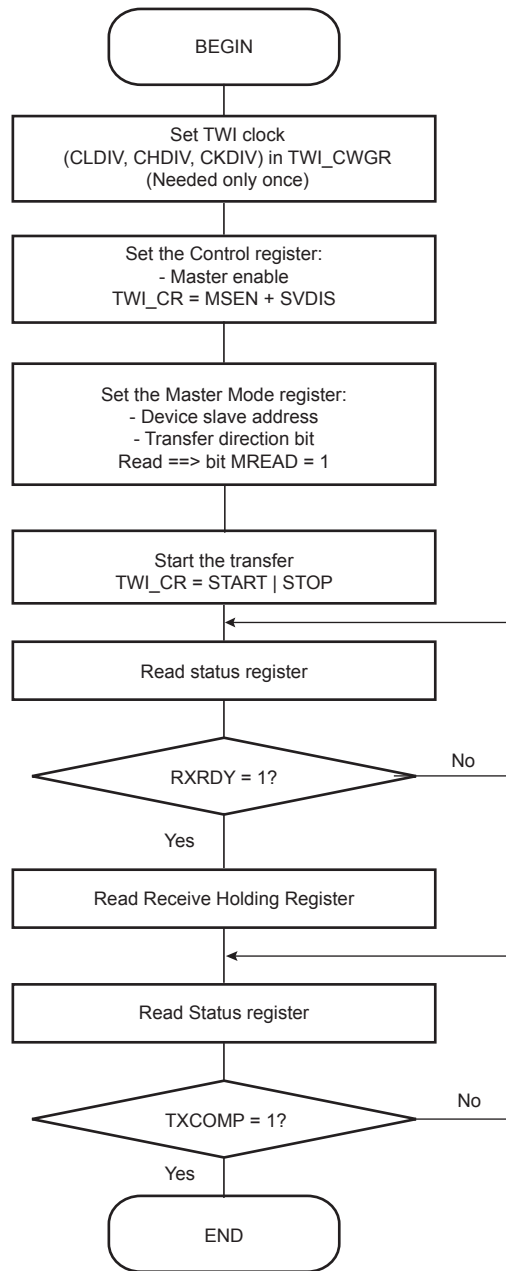 BEGIN
Set TWI clock
(CLDIV, CHDIV, CKDIV) in TWI_CWGR
(Needed only once)
Set the Control register:
- Master enable
TWI_CR = MSEN + SVDIS
Set the Master Mode register:
- Device slave address
- Transfer direction bit
Read ==> bit MREAD = 1
Start the transfer
TWI_CR = START | STOP
Read status register
RXRDY = 1?
No
Yes
Read Receive Holding Register
Read Status register
TXCOMP = 1?
No
Yes
END